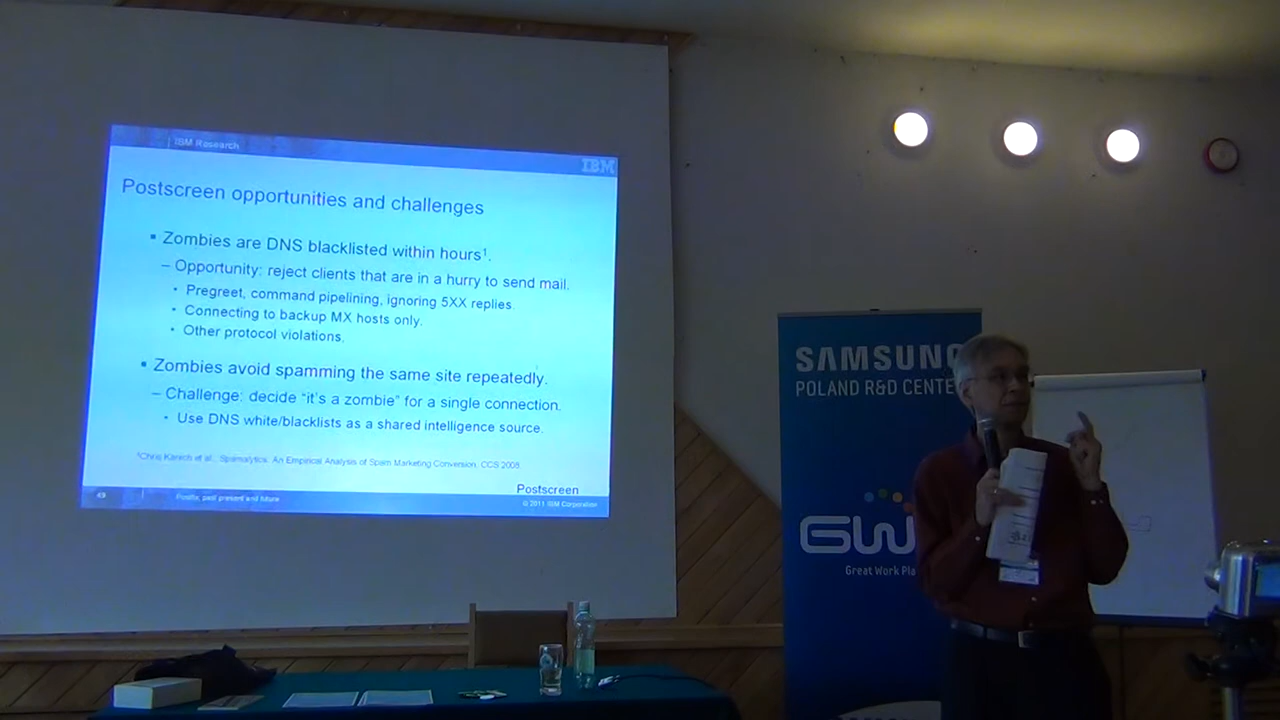 IBM Research
IBM
Postscreen opportunities and challenges
▪ Zombies are DNS blacklisted within hours¹.
– Opportunity: reject clients that are in a hurry to send mail.
• Pregreet, command pipelining, ignoring 5XX replies.
• Connecting to backup MX hosts only.
• Other protocol violations.
▪ Zombies avoid spamming the same site repeatedly.
– Challenge: decide "it's a zombie" for a single connection.
• Use DNS white/blacklists as a shared intelligence source.
¹Chris Kanich et al., Spamalytics: An Empirical Analysis of Spam Marketing Conversion, CCS 2008.
Postscreen
49
Postfix, past present and future
© 2011 IBM Corporation
SAMSUNG
POLAND R&D CENTE
GW
Great Work Pla